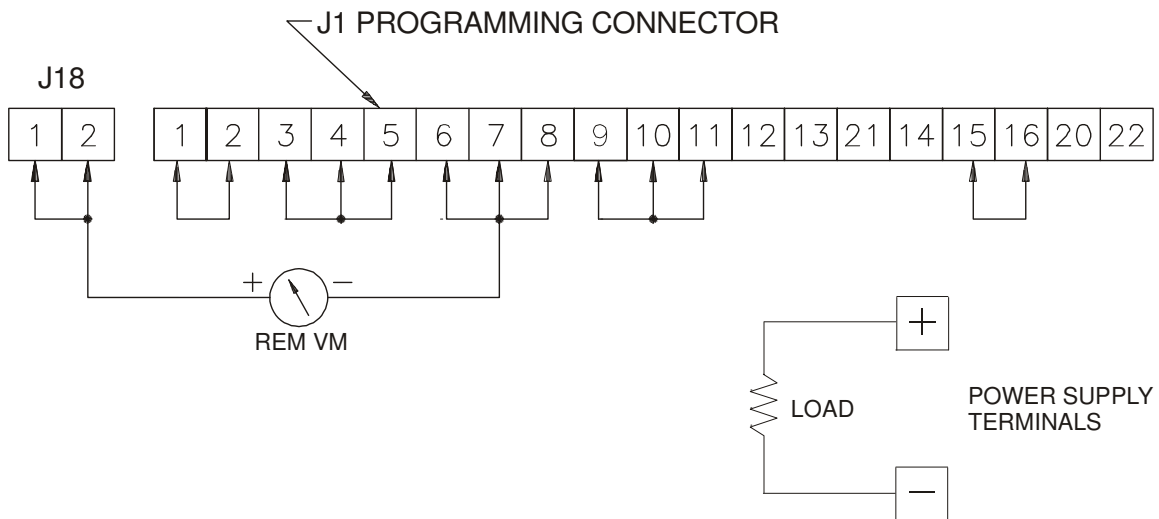 J1 PROGRAMMING CONNECTOR
J18
1 2 1 2 3 4 5 6 7 8 9 10 11 12 13 21 14 15 16 20 22
+ −
REM VM
+
LOAD
POWER SUPPLY
TERMINALS
−